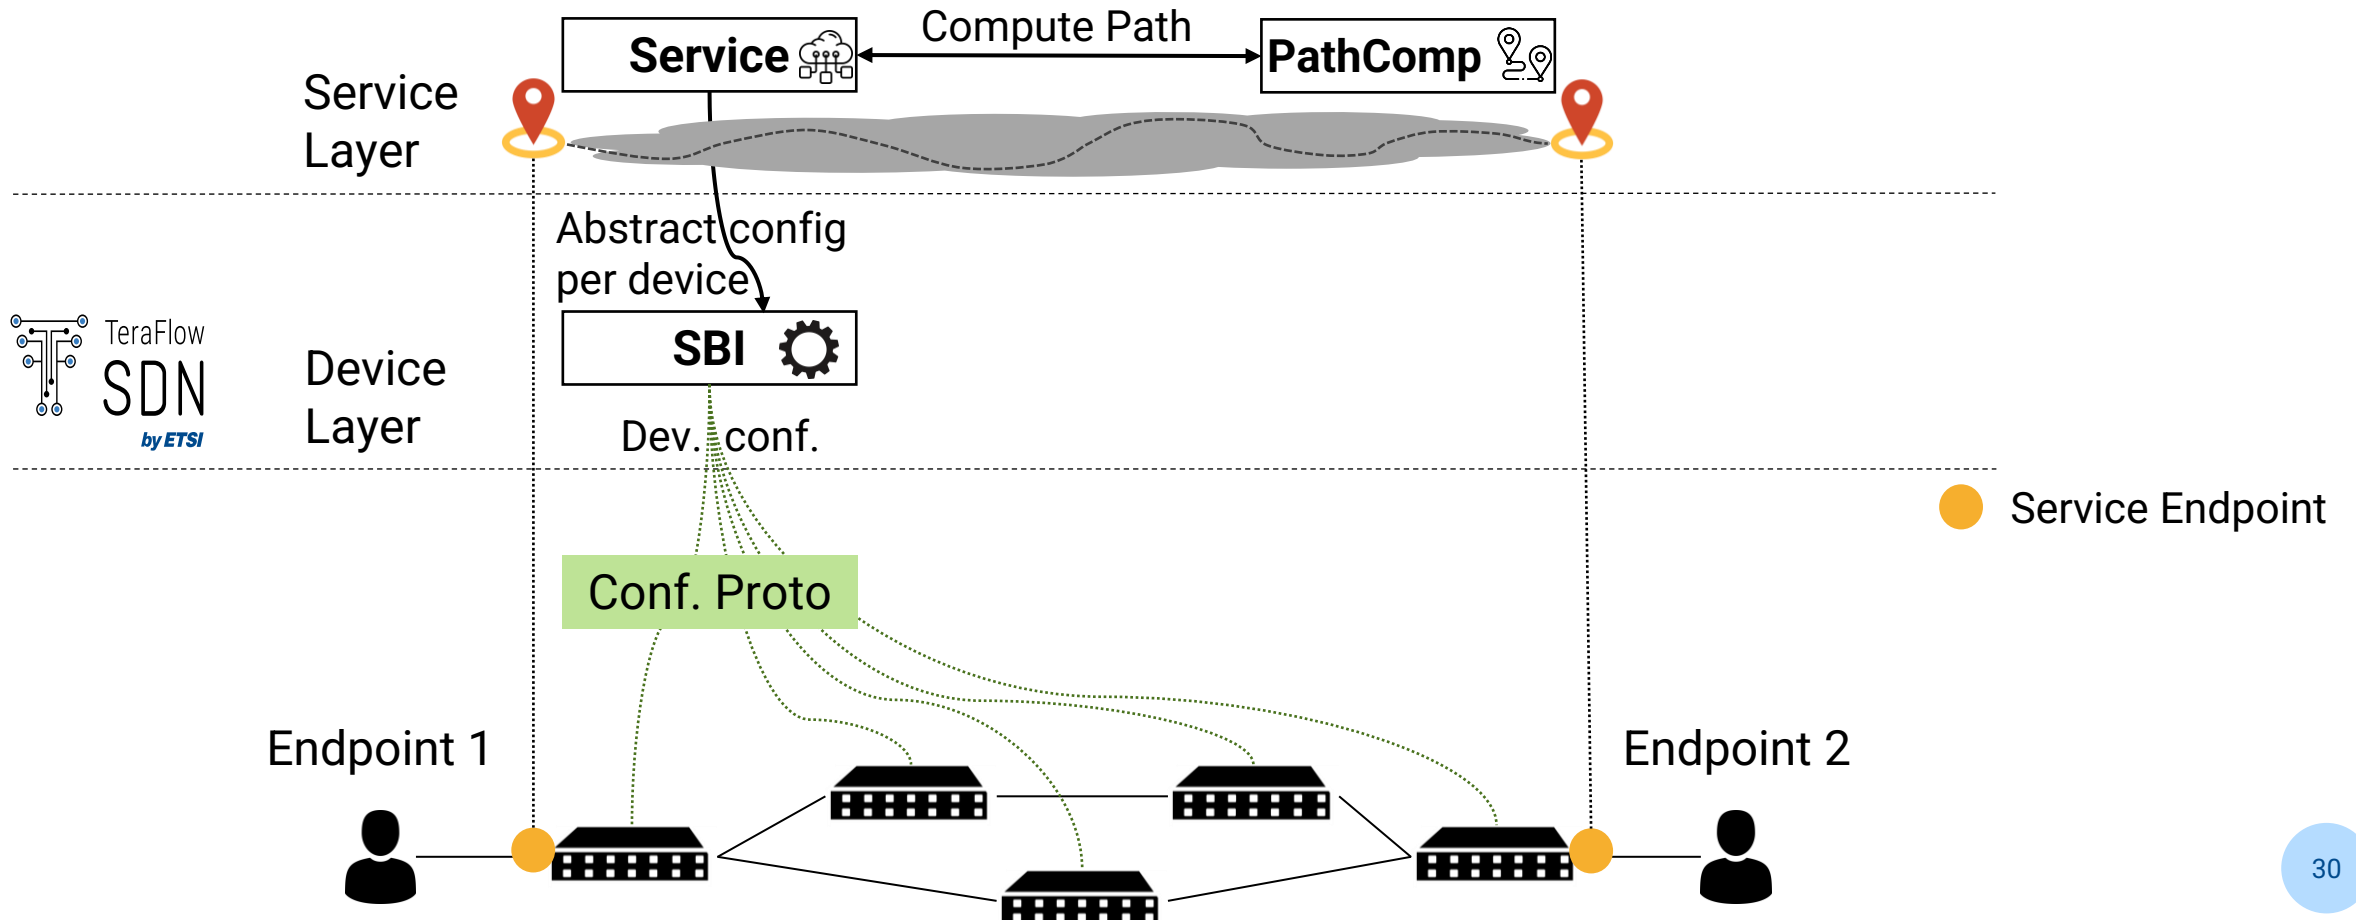 Service
Compute Path
PathComp
Service
Layer
Abstract config
per device
TeraFlow
SDN
by ETSI
SBI
Device
Layer
Dev. conf.
Service Endpoint
Conf. Proto
Endpoint 1
Endpoint 2
30